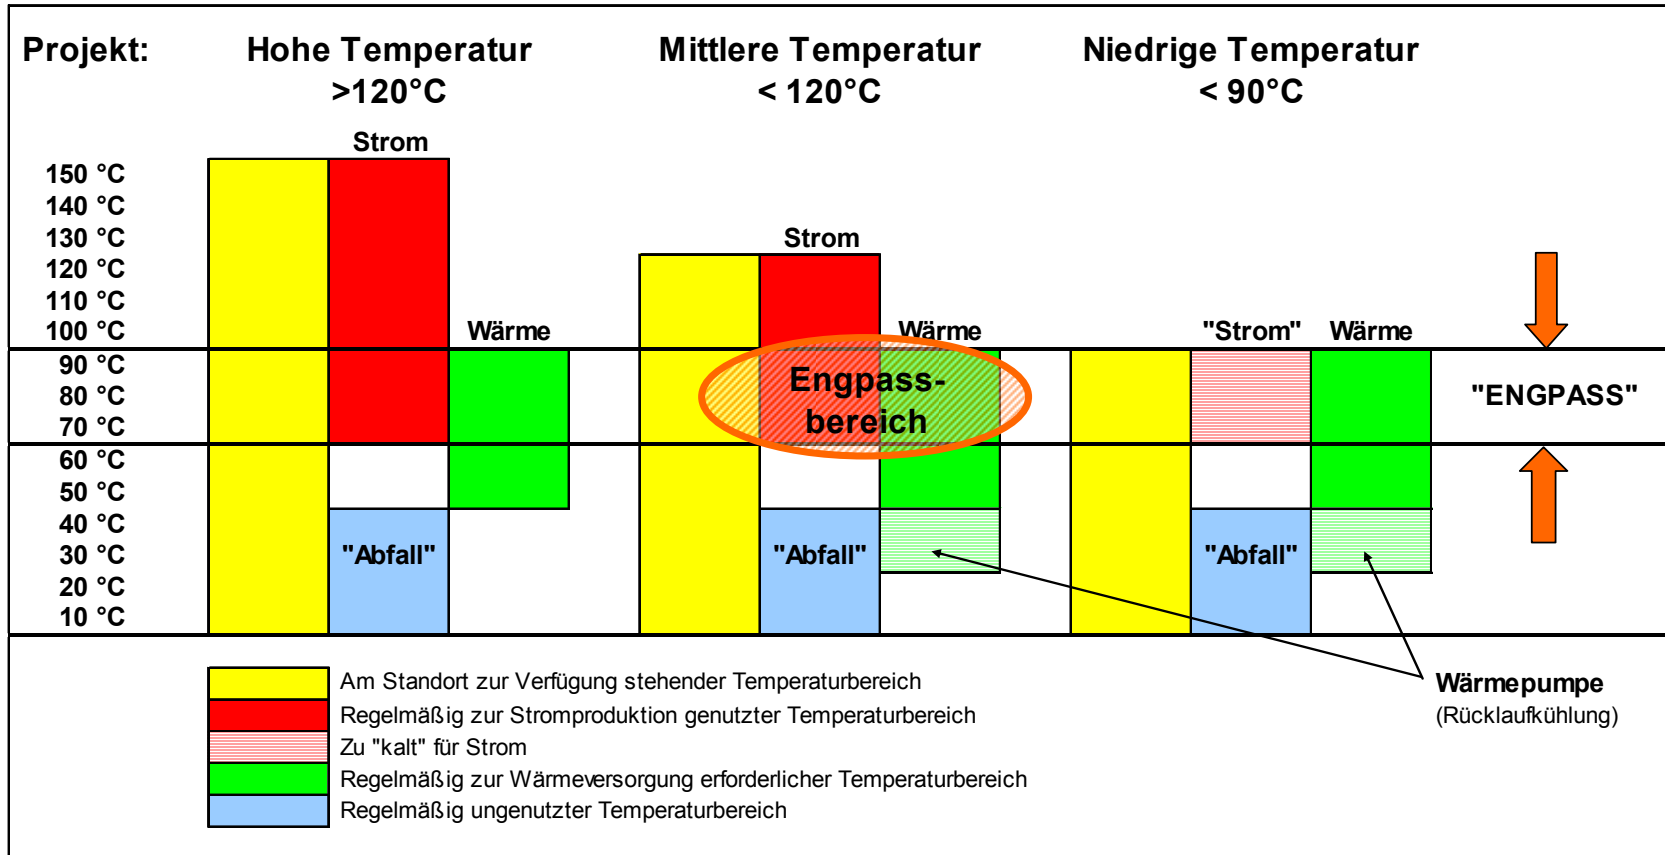 Projekt:
Hohe Temperatur
>120°C
Mittlere Temperatur
< 120°C
Niedrige Temperatur
< 90°C
Strom
150 °C
140 °C
130 °C
Strom
120 °C
110 °C
100 °C
Wärme
Wärme
"Strom"
Wärme
90 °C
80 °C
70 °C
Engpass-
bereich
"ENGPASS"
60 °C
50 °C
40 °C
30 °C
20 °C
10 °C
"Abfall"
"Abfall"
"Abfall"
Wärmepumpe
(Rücklaufkühlung)
Am Standort zur Verfügung stehender Temperaturbereich
Regelmäßig zur Stromproduktion genutzter Temperaturbereich
Zu "kalt" für Strom
Regelmäßig zur Wärmeversorgung erforderlicher Temperaturbereich
Regelmäßig ungenutzter Temperaturbereich